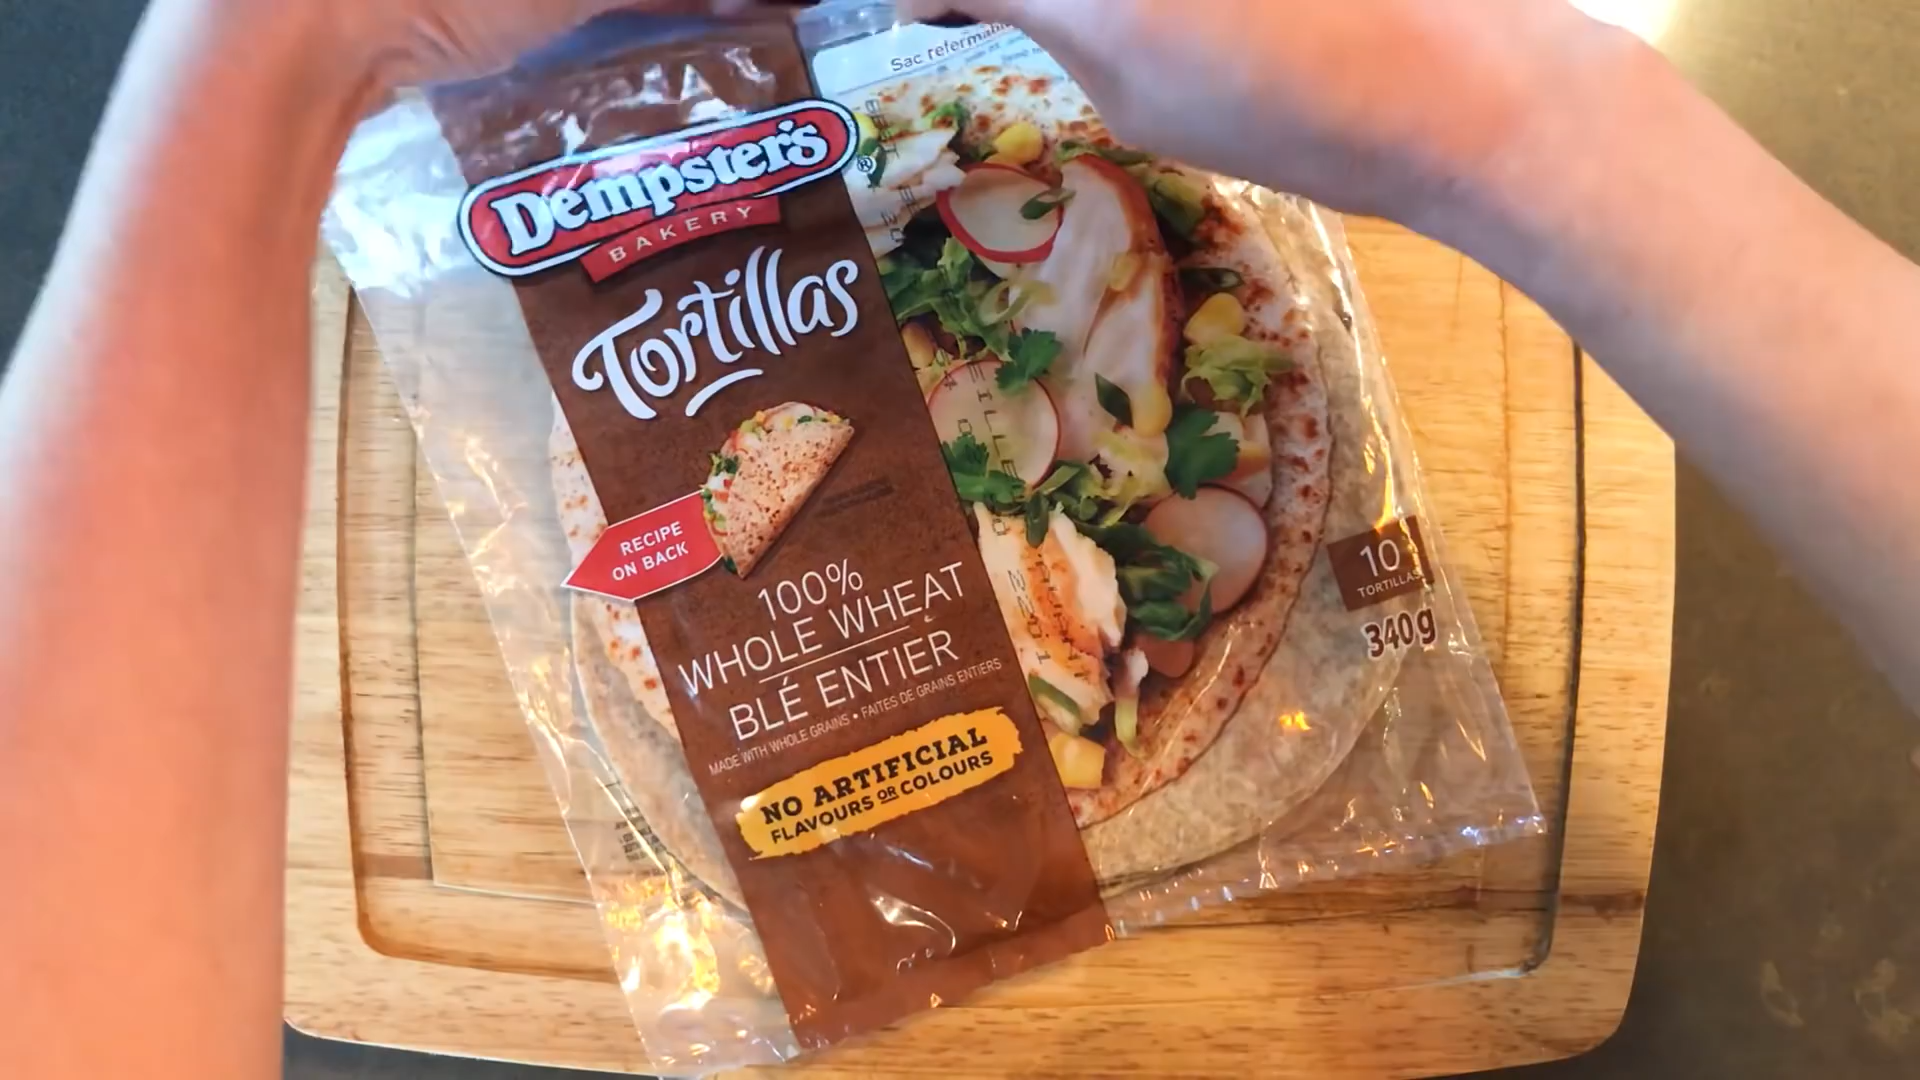 Sac referma
Dempster's®
BAKERY
Tortillas
RECIPE
ON BACK
100%
WHOLE WHEAT
BLÉ ENTIER
MADE WITH WHOLE GRAINS • FAITES DE GRAINS ENTIERS
NO ARTIFICIAL
FLAVOURS OR COLOURS
10
TORTILLAS
340g